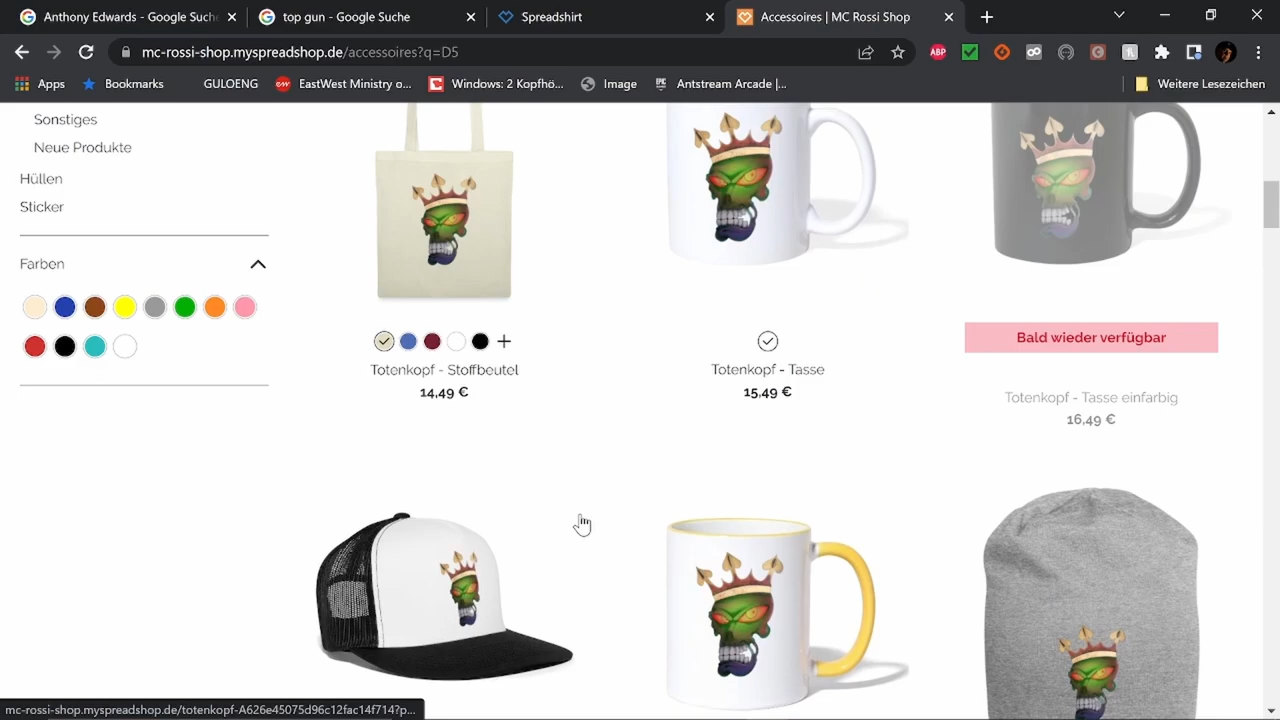 Anthony Edwards - Google Suche
top gun - Google Suche
Spreadshirt
Accessoires | MC Rossi Shop
mc-rossi-shop.myspreadshop.de/accessoires?q=D5
ABP
Apps
Bookmarks
GULOENG
EastWest Ministry o...
Windows: 2 Kopfhö...
Image
Antstream Arcade |...
Weitere Lesezeichen
Sonstiges
Neue Produkte
Hüllen
Sticker
Farben
Totenkopf - Stoffbeutel
14,49 €
Totenkopf - Tasse
15,49 €
Bald wieder verfügbar
Totenkopf - Tasse einfarbig
16,49 €
mc-rossi-shop.myspreadshop.de/totenkopf-A626e45f75d96c12fac14f714?p...